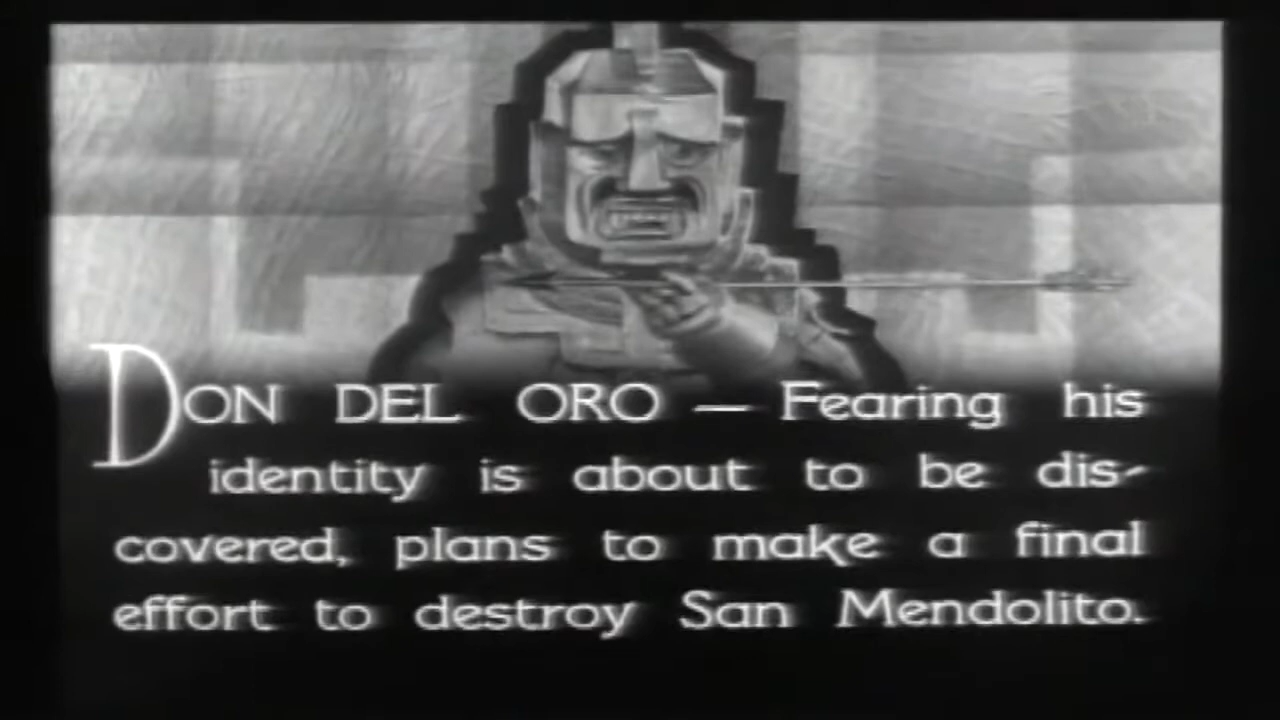 DON DEL ORO — Fearing his
identity is about to be dis-
covered, plans to make a final
effort to destroy San Mendolito.